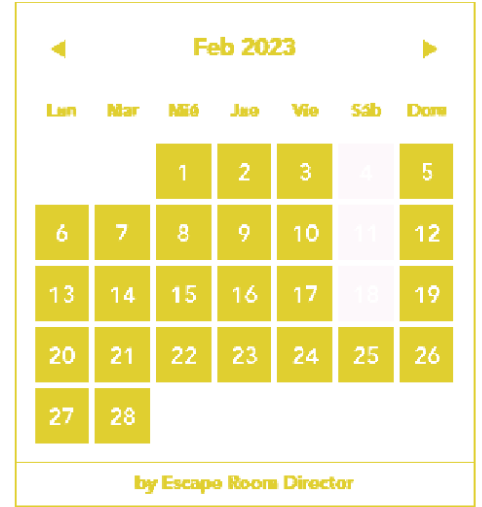 ◀ Feb 2023 ▶
Lun Mar Mié Jue Vie Sáb Dom
1 2 3 4 5
6 7 8 9 10 11 12
13 14 15 16 17 18 19
20 21 22 23 24 25 26
27 28
by Escape Room Director